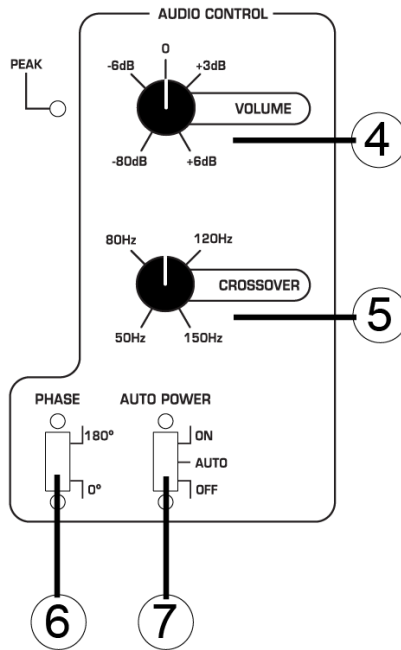 AUDIO CONTROL
PEAK
0
-6dB +3dB
VOLUME
-80dB +6dB
4
80Hz 120Hz
CROSSOVER
50Hz 150Hz
5
PHASE AUTO POWER
180° ON
AUTO
0° OFF
6 7